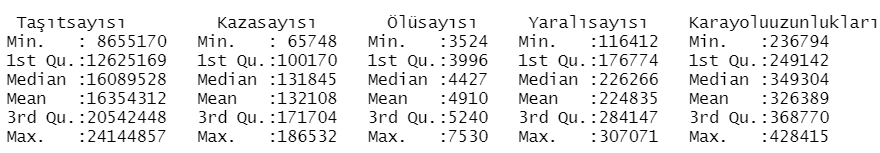 Taşıtsayısı Kazasayısı Ölüsayısı Yaralısayısı Karayoluuzunlukları
Min. : 8655170 Min. : 65748 Min. :3524 Min. :116412 Min. :236794
1st Qu.:12625169 1st Qu.:100170 1st Qu.:3996 1st Qu.:176774 1st Qu.:249142
Median :16089528 Median :131845 Median :4427 Median :226266 Median :349304
Mean :16354312 Mean :132108 Mean :4910 Mean :224835 Mean :326389
3rd Qu.:20542448 3rd Qu.:171704 3rd Qu.:5240 3rd Qu.:284147 3rd Qu.:368770
Max. :24144857 Max. :186532 Max. :7530 Max. :307071 Max. :428415